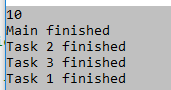 10
Main finished
Task 2 finished
Task 3 finished
Task 1 finished